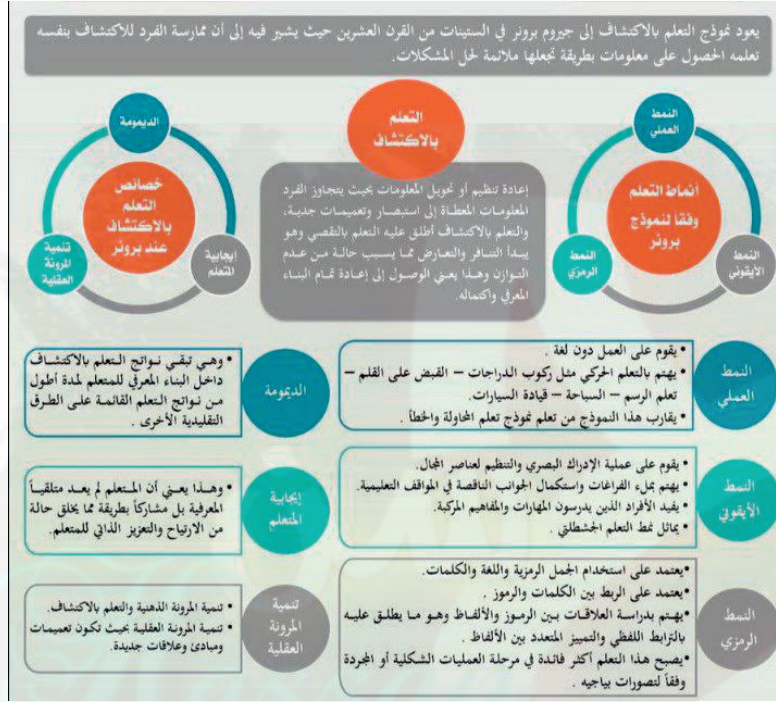 يعود نموذج التعلم بالاكتشاف إلى جيروم برونر في الستينات من القرن العشرين حيث يشير فيه إلى أن ممارسة الفرد للاكتشاف بنفسه
تعلمه الحصول على معلومات بطريقة تجعلها ملائمة لحل المشكلات.
النمط
العملي
أنماط التعلم
وفقاً لنموذج
برونر
النمط
الأيقوني
النمط
الرمزي
التعلم
بالاكتشاف
إعادة تنظيم أو تحويل المعلومات بحيث يتجاوز الفرد
المعلومات المعطاة إلى استبصار وتعميمات جدية،
والتعلم بالاكتشاف أطلق عليه التعلم بالتقصي وهو
يبدأ التنافر والتعارض مما يسبب حالة من عدم
التوازن وهذا يعني الوصول إلى إعادة تمام البناء
المعرفي واكتماله.
الديمومة
خصائص
التعلم
بالاكتشاف
عند برونر
إيجابية
المتعلم
تنمية
المرونة
العقلية
النمط
العملي
• يقوم على العمل دون لغة .
• يهتم بالتعلم الحركي مثل ركوب الدراجات – القبض على القلم –
تعلم الرسم – السباحة – قيادة السيارات.
• يقارب هذا النموذج من تعلم نموذج تعلم المحاولة والخطأ.
الديمومة
• وهي تبقي نواتج التعلم بالاكتشاف
داخل البناء المعرفي للمتعلم لمدة أطول
من نواتج التعلم القائمة على الطرق
التقليدية الأخرى .
النمط
الأيقوني
• يقوم على عملية الإدراك البصري والتنظيم لعناصر المجال.
• يهتم بملء الفراغات واستكمال الجوانب الناقصة في المواقف التعليمية.
• يفيد الأفراد الذين يدرسون المهارات والمفاهيم المركبة.
• يماثل نمط التعلم الجشطلتي.
إيجابية
المتعلم
• وهذا يعني أن المتعلم لم يعد متلقياً
المعرفية بل مشاركاً بطريقة مما يخلق حالة
من الارتياح والتعزيز الذاتي للمتعلم.
النمط
الرمزي
•يعتمد على استخدام الجمل الرمزية واللغة والكلمات.
•يعتمد على الربط بين الكلمات والرموز .
•يهتم بدراسة العلاقات بين الرموز والألفاظ وهو ما يطلق عليه
بالترابط اللفظي والتمييز المتعدد بين الألفاظ .
•يصبح هذا التعلم أكثر فائدة في مرحلة العمليات الشكلية أو المجردة
وفقاً لتصورات بياجيه .
تنمية
المرونة
العقلية
• تنمية المرونة الذهنية والتعلم بالاكتشاف.
• تنمية المرونة العقلية بحيث تكون تعميمات
ومبادئ وعلاقات جديدة.